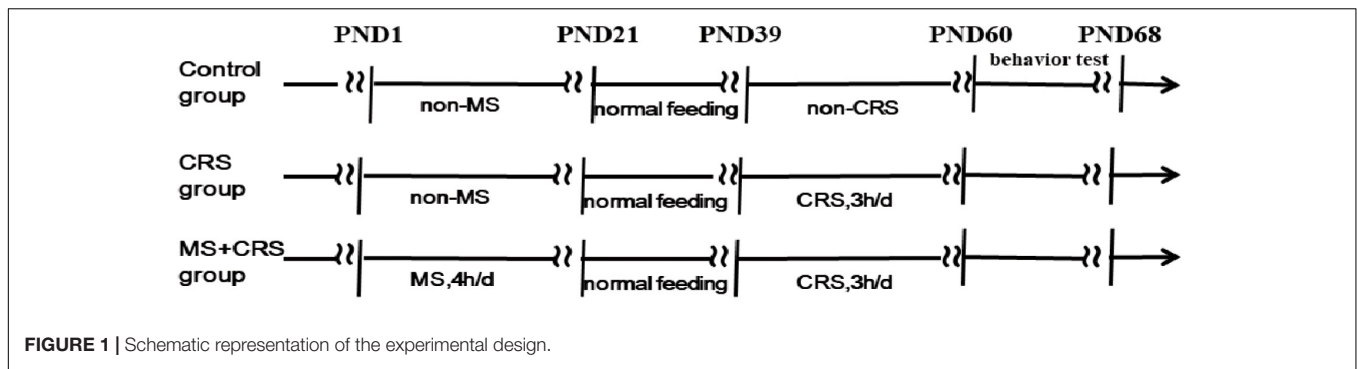 PND1 PND21 PND39 PND60 PND68
behavior test
Control
group
non-MS normal feeding non-CRS
CRS
group
non-MS normal feeding CRS,3h/d
MS+CRS
group
MS,4h/d normal feeding CRS,3h/d
FIGURE 1 | Schematic representation of the experimental design.